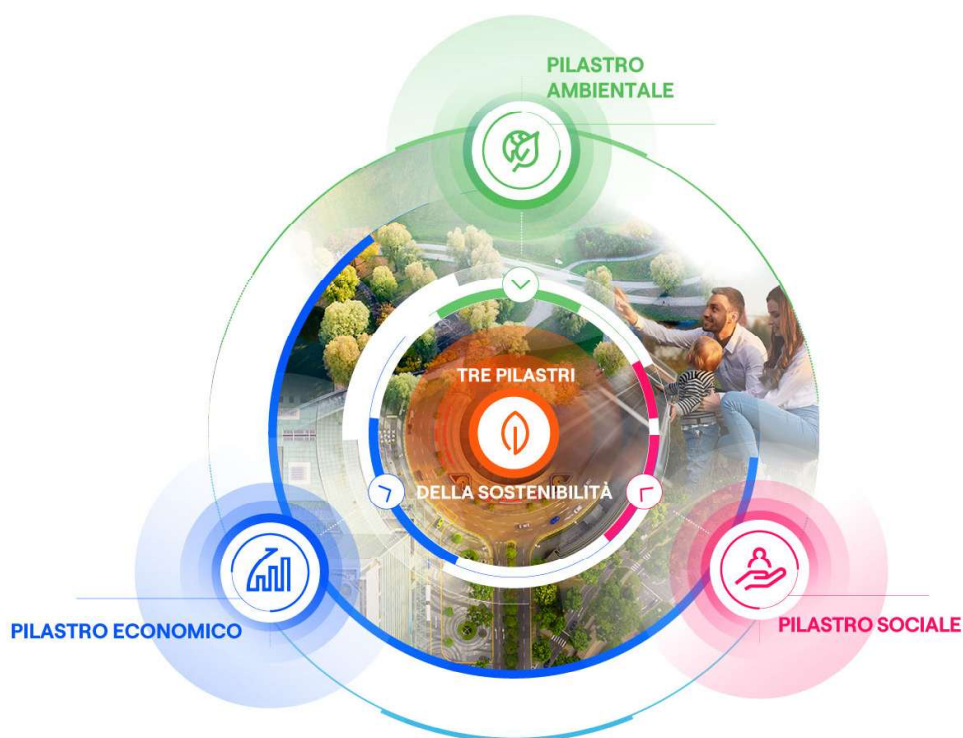 PILASTRO
AMBIENTALE
TRE PILASTRI
DELLA SOSTENIBILITÀ
PILASTRO ECONOMICO
PILASTRO SOCIALE